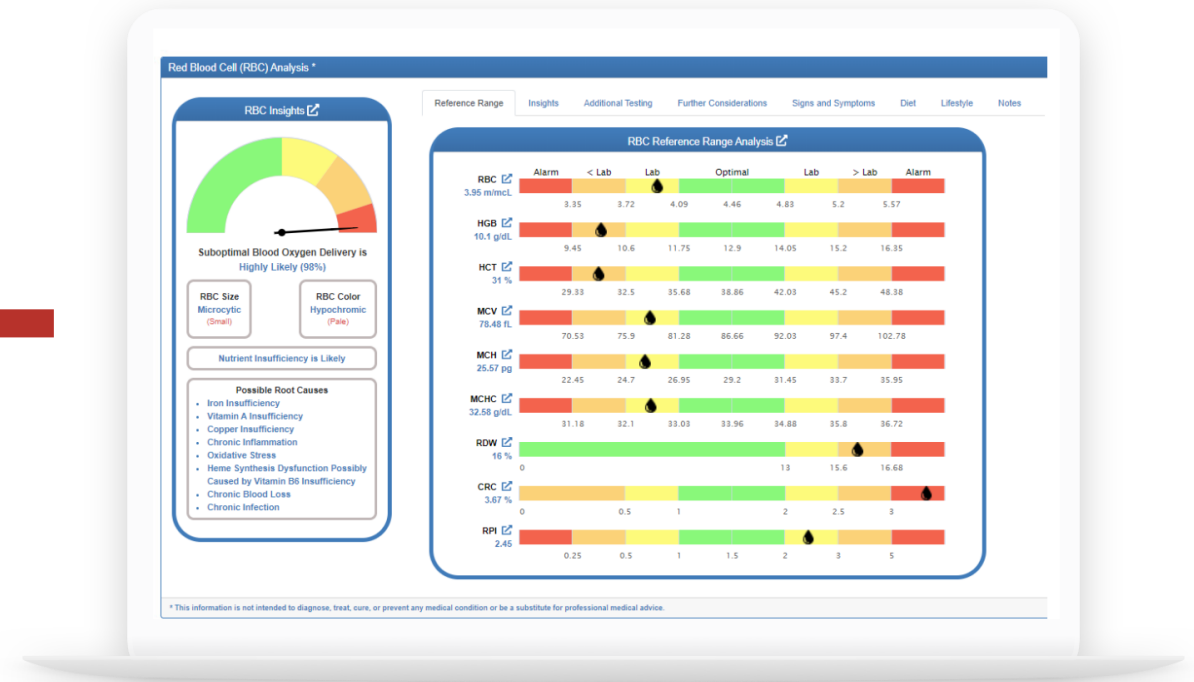 Red Blood Cell (RBC) Analysis *
RBC Insights
Suboptimal Blood Oxygen Delivery is
Highly Likely (98%)
RBC Size
Microcytic
(Small)
RBC Color
Hypochromic
(Pale)
Nutrient Insufficiency is Likely
Possible Root Causes
• Iron Insufficiency
• Vitamin A Insufficiency
• Copper Insufficiency
• Chronic Inflammation
• Oxidative Stress
• Heme Synthesis Dysfunction Possibly
Caused by Vitamin B6 Insufficiency
• Chronic Blood Loss
• Chronic Infection
Reference Range Insights Additional Testing Further Considerations Signs and Symptoms Diet Lifestyle Notes
RBC Reference Range Analysis
Alarm < Lab Lab Optimal Lab > Lab Alarm
RBC
3.95 m/mcL
3.35 3.72 4.09 4.46 4.83 5.2 5.57
HGB
10.1 g/dL
9.45 10.6 11.75 12.9 14.05 15.2 16.35
HCT
31 %
29.33 32.5 35.68 38.86 42.03 45.2 48.38
MCV
78.48 fL
70.53 75.9 81.28 86.66 92.03 97.4 102.78
MCH
25.57 pg
22.45 24.7 26.95 29.2 31.45 33.7 35.95
MCHC
32.58 g/dL
31.18 32.1 33.03 33.96 34.88 35.8 36.72
RDW
16 %
0 13 15.6 16.68
CRC
3.67 %
0 0.5 1 2 2.5 3
RPI
2.45
0.25 0.5 1 1.5 2 3 5
* This information is not intended to diagnose, treat, cure, or prevent any medical condition or be a substitute for professional medical advice.